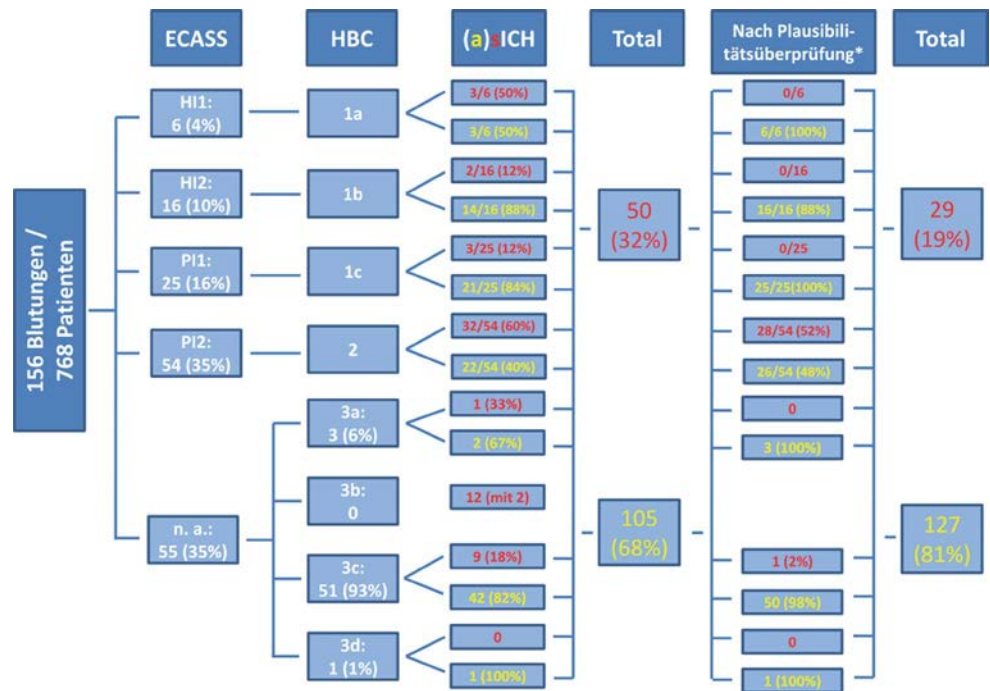 ECASS
HBC
(a)sICH
Total
Nach Plausibili-
tätsüberprüfung*
Total
156 Blutungen /
768 Patienten
HI1:
6 (4%)
HI2:
16 (10%)
PI1:
25 (16%)
PI2:
54 (35%)
n. a.:
55 (35%)
1a
1b
1c
2
3a:
3 (6%)
3b:
0
3c:
51 (93%)
3d:
1 (1%)
3/6 (50%)
3/6 (50%)
2/16 (12%)
14/16 (88%)
3/25 (12%)
21/25 (84%)
32/54 (60%)
22/54 (40%)
1 (33%)
2 (67%)
12 (mit 2)
9 (18%)
42 (82%)
0
1 (100%)
50
(32%)
105
(68%)
0/6
6/6 (100%)
0/16
16/16 (88%)
0/25
25/25(100%)
28/54 (52%)
26/54 (48%)
0
3 (100%)
1 (2%)
50 (98%)
0
1 (100%)
29
(19%)
127
(81%)